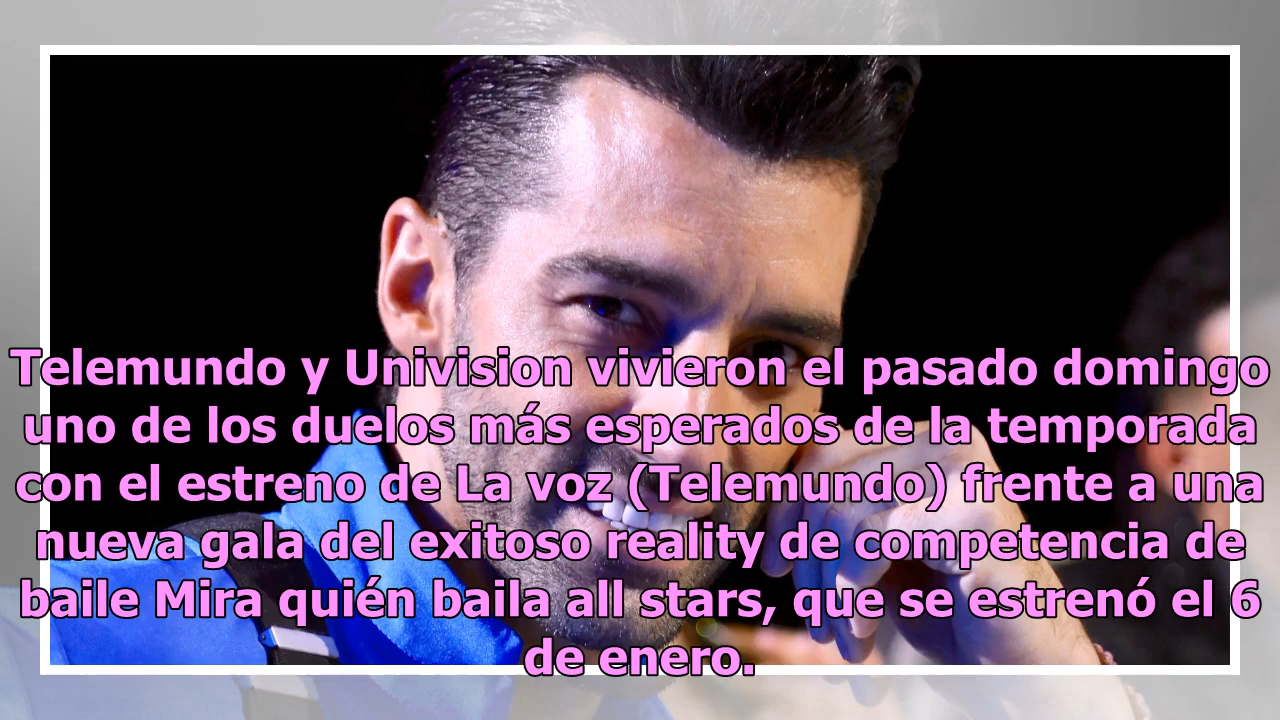 Telemundo y Univision vivieron el pasado domingo
uno de los duelos más esperados de la temporada
con el estreno de La voz (Telemundo) frente a una
nueva gala del exitoso reality de competencia de
baile Mira quién baila all stars, que se estrenó el 6
de enero.